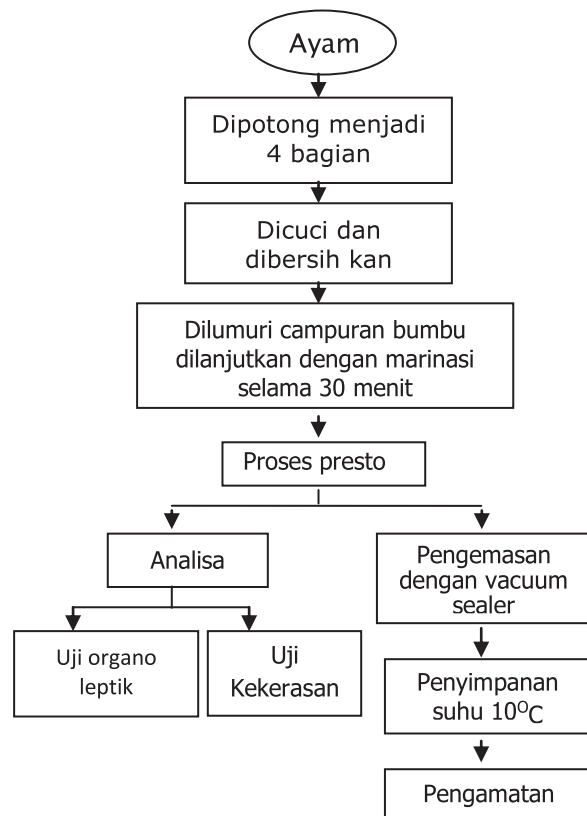 Ayam
Dipotong menjadi
4 bagian
Dicuci dan
dibersih kan
Dilumuri campuran bumbu
dilanjutkan dengan marinasi
selama 30 menit
Proses presto
Analisa
Uji organo
leptik
Uji
Kekerasan
Pengemasan
dengan vacuum
sealer
Penyimpanan
suhu 10⁰C
Pengamatan